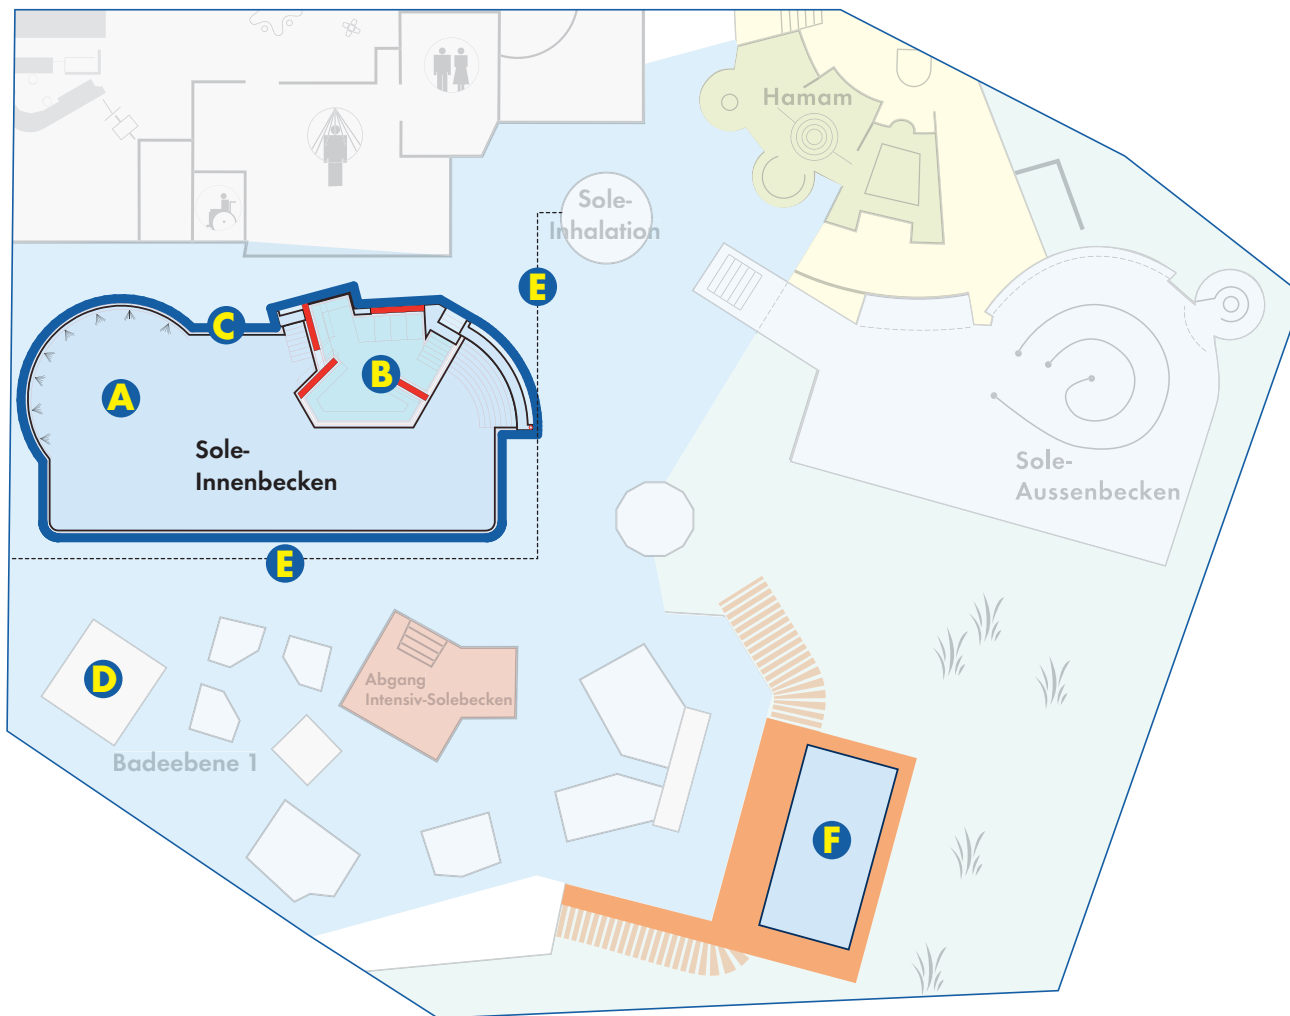 Hamam
Sole-
Inhalation
E
C
B
A
Sole-
Innenbecken
Sole-
Aussenbecken
E
D
Abgang
Intensiv-Solebecken
Badeebene 1
F